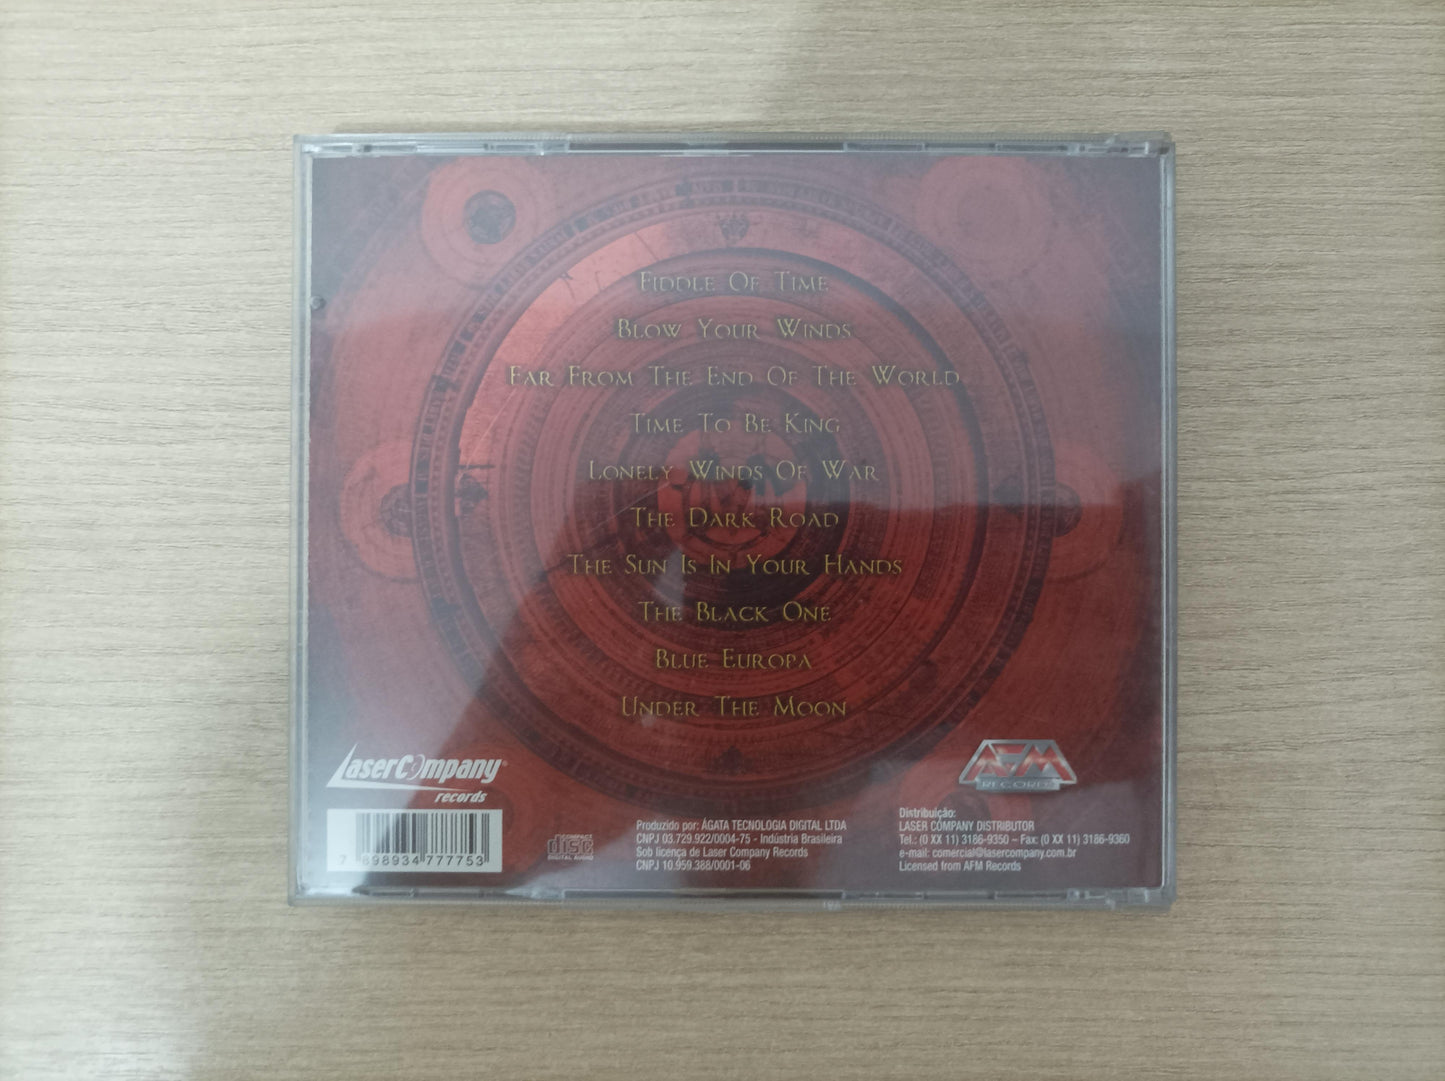 Fiddle Of Time
Blow Your Winds
Far From The End Of The World
Time To Be King
Lonely Winds Of War
The Dark Road
The Sun Is In Your Hands
The Black One
Blue Europa
Under The Moon
LaserCompany
records
AFM
RECORDS
7 898934 777753
COMPACT
disc
DIGITAL AUDIO
Produzido por: ÁGATA TECNOLOGIA DIGITAL LTDA
CNPJ 03.729.922/0004-75 - Indústria Brasileira
Sob licença de Laser Company Records
CNPJ 10.959.388/0001-06
Distribuição:
LASER COMPANY DISTRIBUTOR
Tel.: (0 XX 11) 3186-9350 ~ Fax: (0 XX 11) 3186-9360
e-mail: comercial@lasercompany.com.br
Licensed from AFM Records